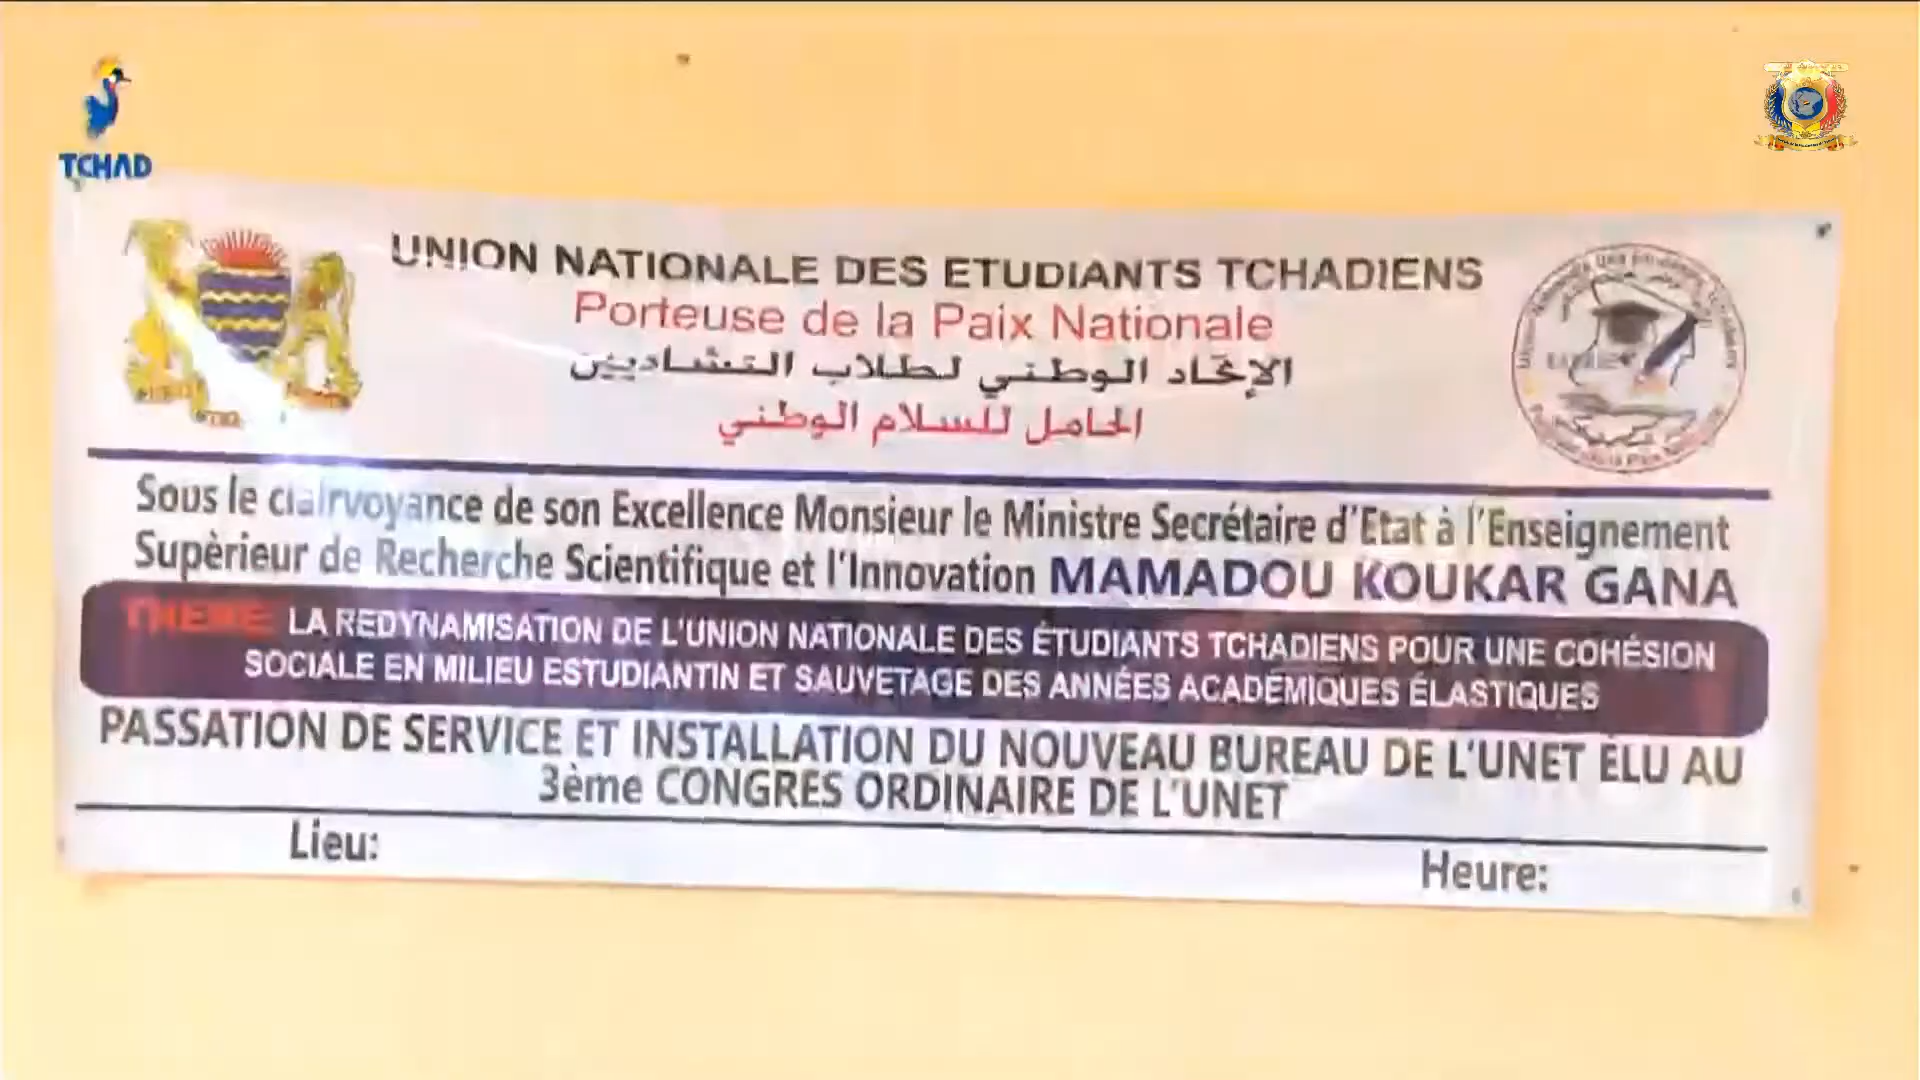 TCHAD
UNION NATIONALE DES ETUDIANTS TCHADIENS
Porteuse de la Paix Nationale
الإتحاد الوطني لطلاب التشاديين
الحامل للسلام الوطني
Sous le clairvoyance de son Excellence Monsieur le Ministre Secrétaire d'Etat à l'Enseignement
Supèrieur de Recherche Scientifique et l'Innovation MAMADOU KOUKAR GANA
THEME: LA REDYNAMISATION DE L'UNION NATIONALE DES ÉTUDIANTS TCHADIENS POUR UNE COHÉSION
SOCIALE EN MILIEU ESTUDIANTIN ET SAUVETAGE DES ANNÉES ACADÉMIQUES ÉLASTIQUES
PASSATION DE SERVICE ET INSTALLATION DU NOUVEAU BUREAU DE L'UNET ÉLU AU
3ème CONGRES ORDINAIRE DE L'UNET
Lieu:
Heure: